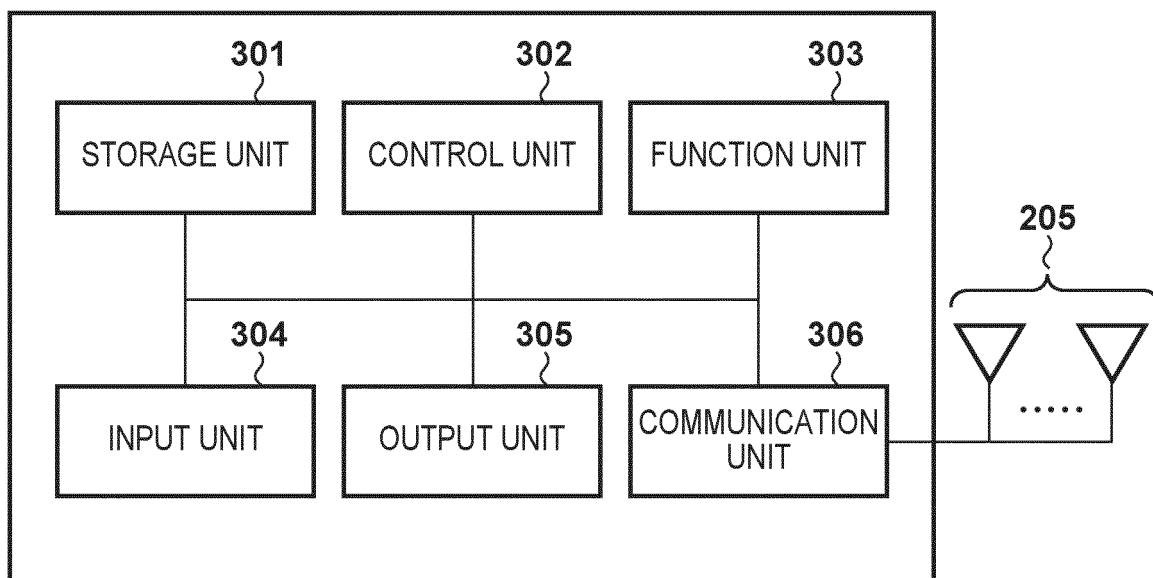 301
302
303
STORAGE UNIT
CONTROL UNIT
FUNCTION UNIT
205
304
305
306
INPUT UNIT
OUTPUT UNIT
COMMUNICATION
UNIT
.....